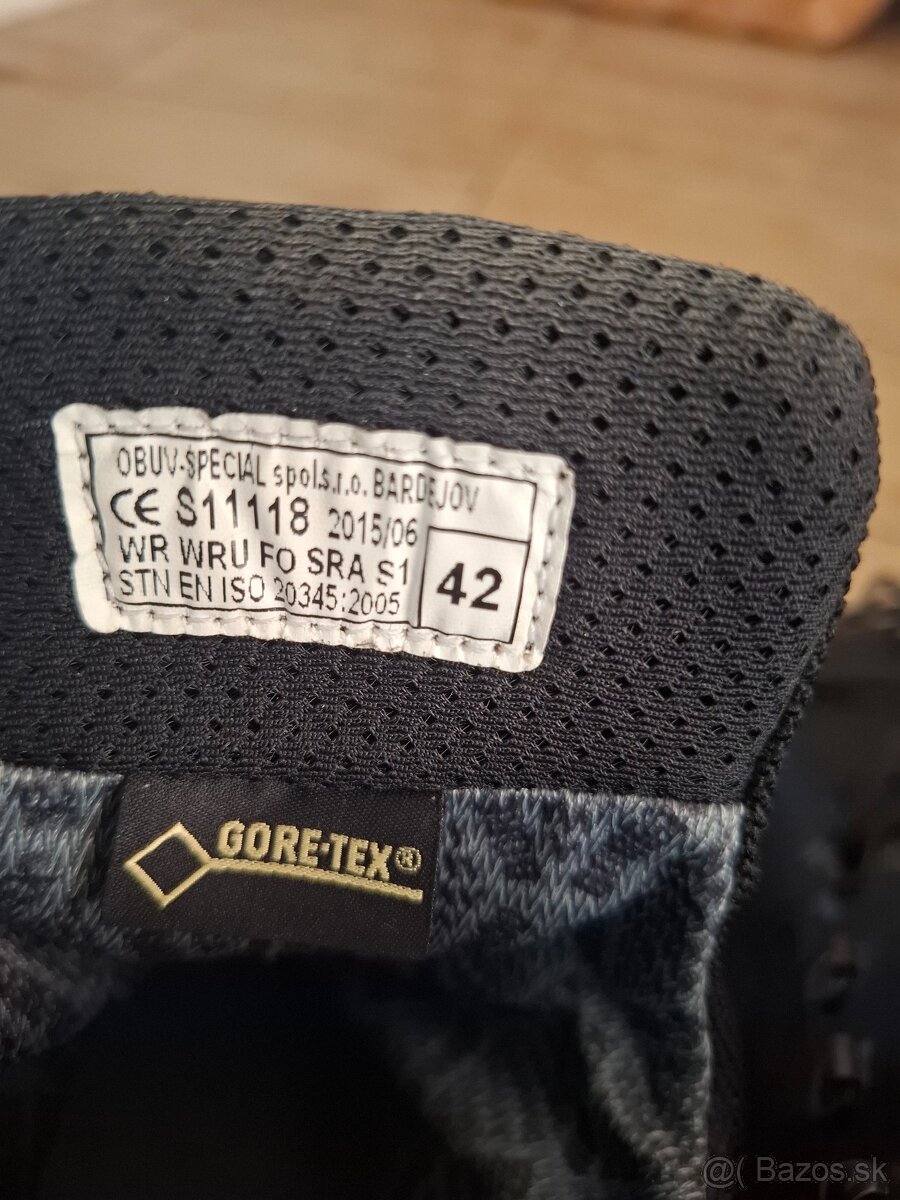 OBUV-SPECIAL spol.s.r.o. BARDEJOV
CE S11118 2015/06
WR WRU FO SRA S1
STN EN ISO 20345:2005
42
GORE-TEX®
@( Bazos.sk